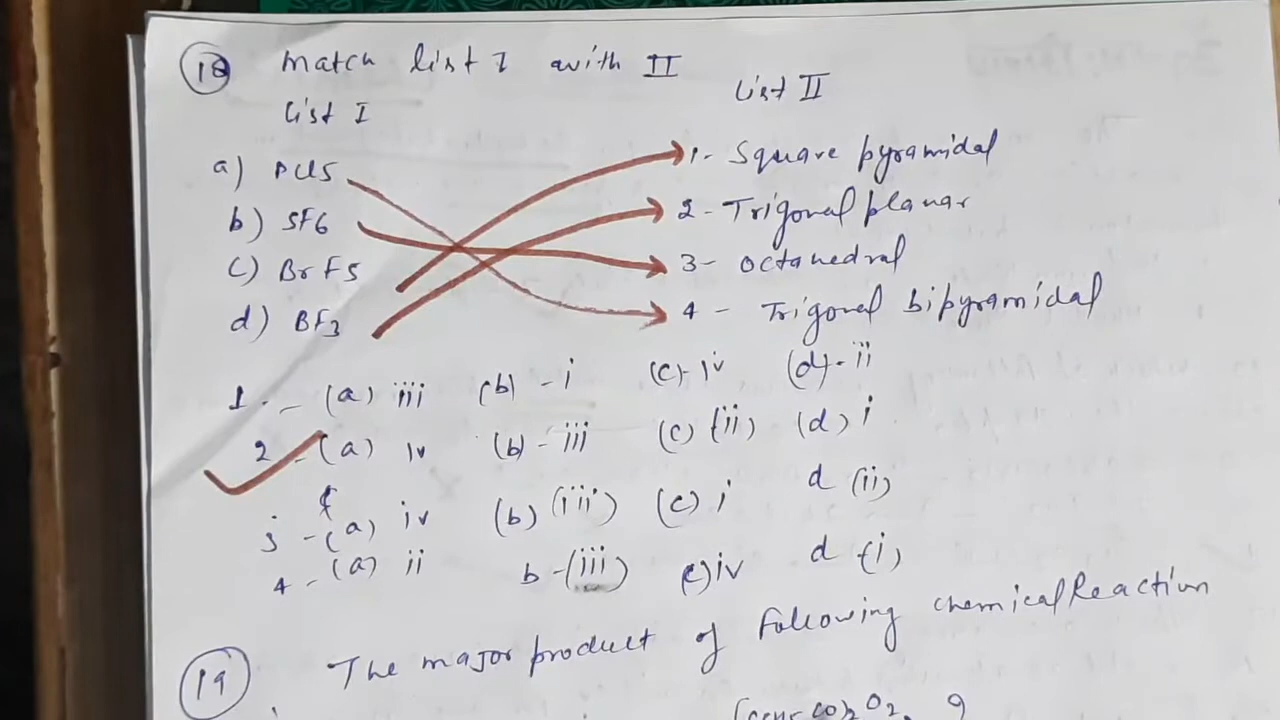 18 Match list I with II
List I
List II
a) PCl5
1- Square pyramidal
b) SF6
2- Trigonal planar
c) BrF5
3- octahedral
d) BF3
4 - Trigonal bipyramidal
1. - (a) iii (b) - i (c)- iv (d)- ii
2 - (a) iv (b) - iii (c) (ii) (d) i
3 - (a) iv (b) (iii) (c) i d (ii)
4 - (a) ii b - (iii) (c) iv d (i)
19 The major product of following chemical Reaction